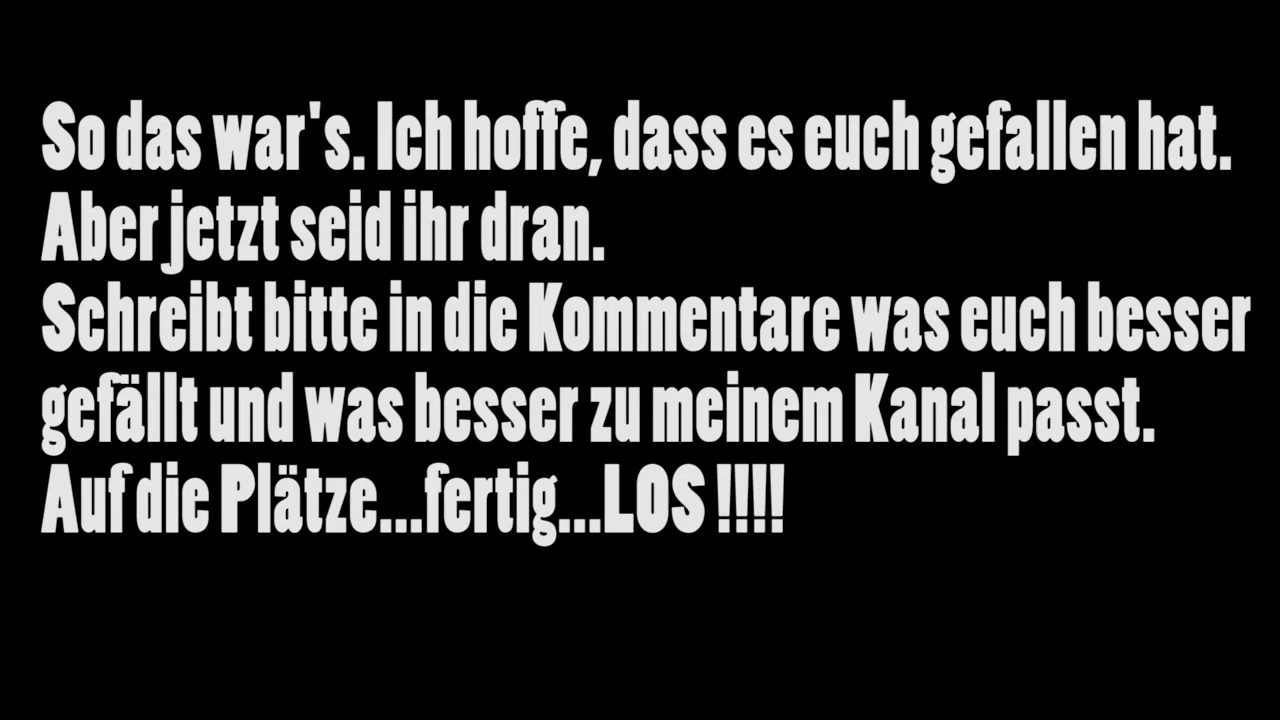 So das war's. Ich hoffe, dass es euch gefallen hat.
Aber jetzt seid ihr dran.
Schreibt bitte in die Kommentare was euch besser
gefällt und was besser zu meinem Kanal passt.
Auf die Plätze...fertig...LOS !!!!